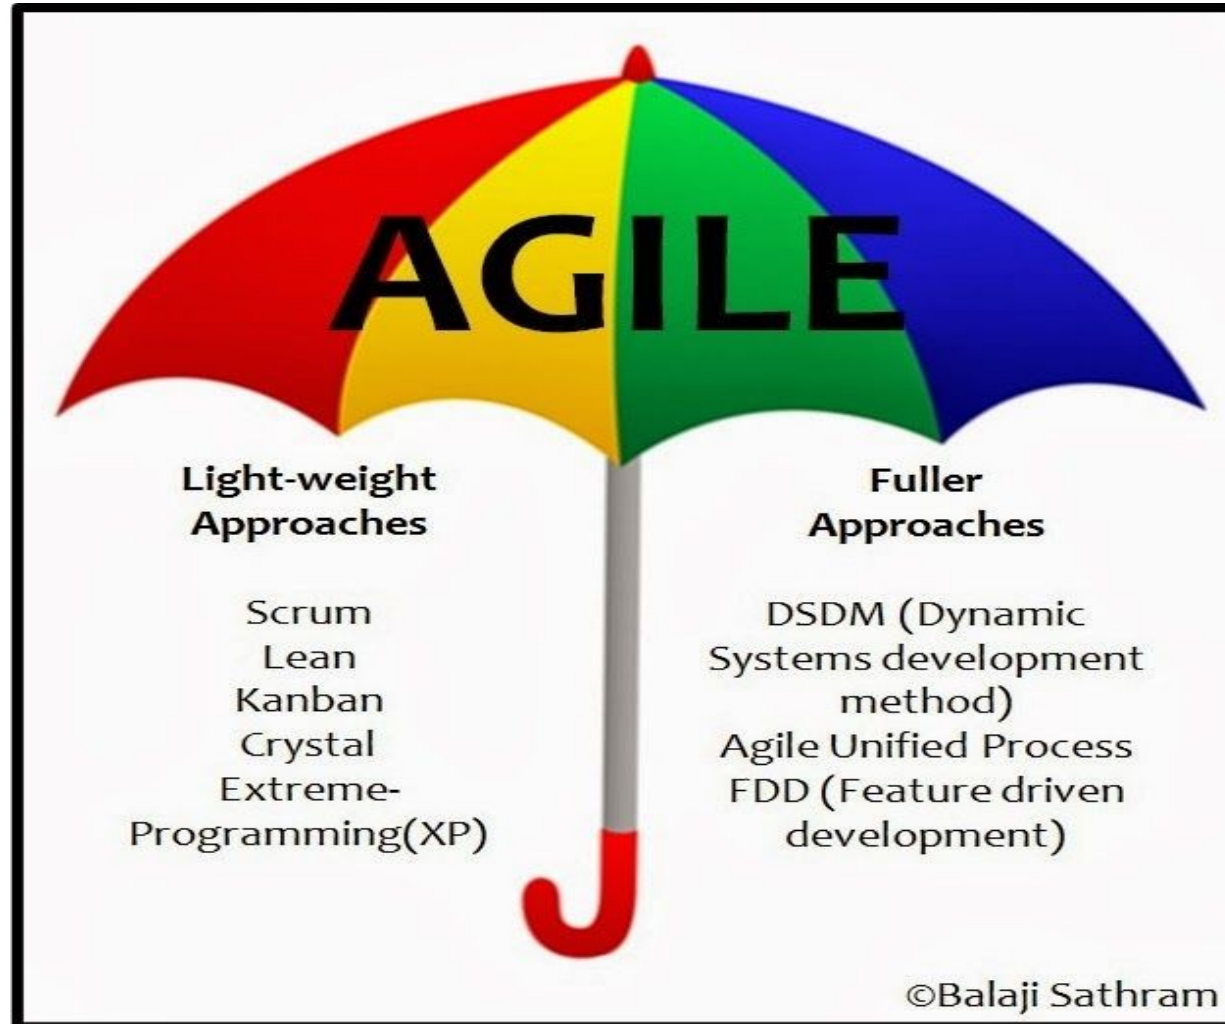 AGILE
Light-weight
Approaches
Scrum
Lean
Kanban
Crystal
Extreme-
Programming(XP)
Fuller
Approaches
DSDM (Dynamic
Systems development
method)
Agile Unified Process
FDD (Feature driven
development)
©Balaji Sathram